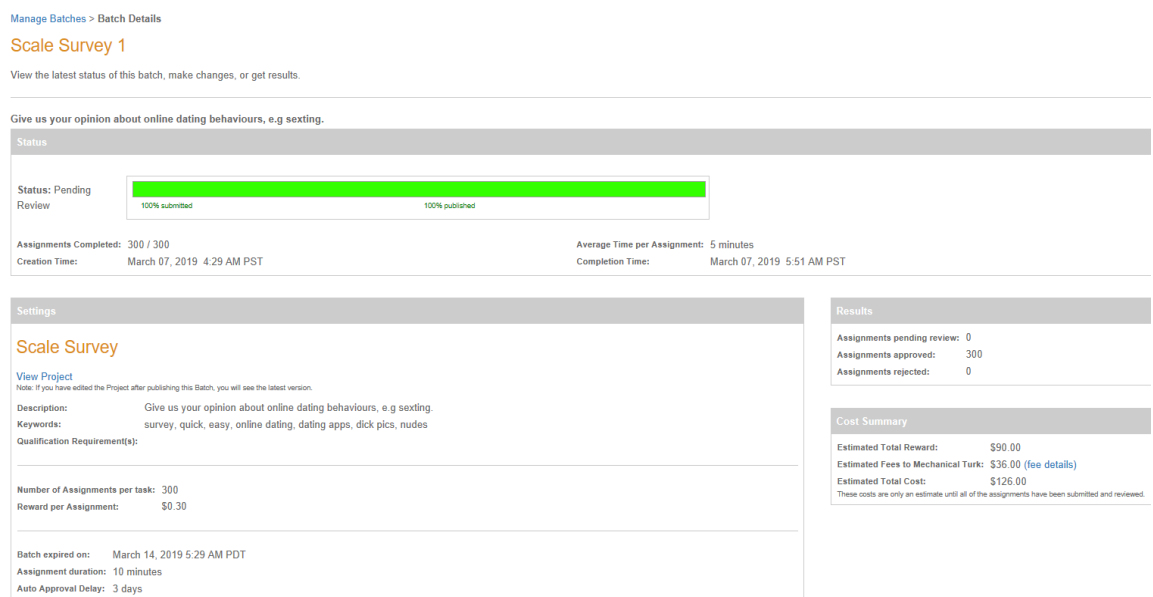 Manage Batches > Batch Details
Scale Survey 1
View the latest status of this batch, make changes, or get results.
Give us your opinion about online dating behaviours, e.g sexting.
Status
Status: Pending Review
100% submitted
100% published
Assignments Completed: 300 / 300
Average Time per Assignment: 5 minutes
Creation Time: March 07, 2019 4:29 AM PST
Completion Time: March 07, 2019 5:51 AM PST
Settings
Scale Survey
View Project
Note: If you have edited the Project after publishing this Batch, you will see the latest version.
Description: Give us your opinion about online dating behaviours, e.g sexting.
Keywords: survey, quick, easy, online dating, dating apps, dick pics, nudes
Qualification Requirement(s):
Number of Assignments per task: 300
Reward per Assignment: $0.30
Batch expired on: March 14, 2019 5:29 AM PDT
Assignment duration: 10 minutes
Auto Approval Delay: 3 days
Results
Assignments pending review: 0
Assignments approved: 300
Assignments rejected: 0
Cost Summary
Estimated Total Reward: $90.00
Estimated Fees to Mechanical Turk: $36.00 (fee details)
Estimated Total Cost: $126.00
These costs are only an estimate until all of the assignments have been submitted and reviewed.